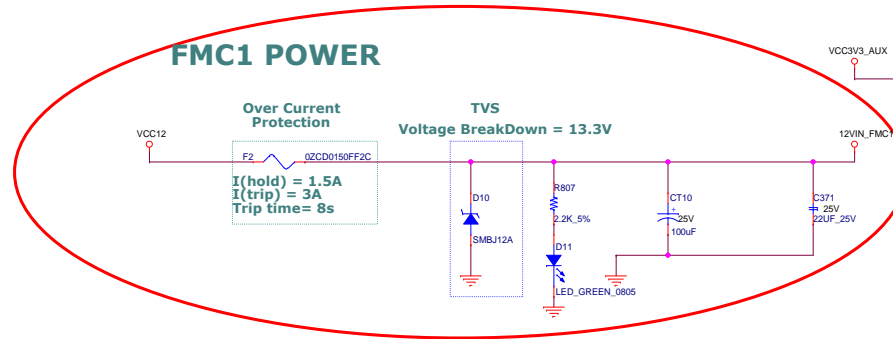 FMC1 POWER
VCC3V3_AUX
Over Current
Protection
TVS
Voltage BreakDown = 13.3V
VCC12
12VIN_FMC1
F2
0ZCD0150FF2C
I(hold) = 1.5A
I(trip) = 3A
Trip time= 8s
D10
SMBJ12A
R807
2.2K_5%
D11
LED_GREEN_0805
CT10
+
25V
100uF
C371
25V
22UF_25V